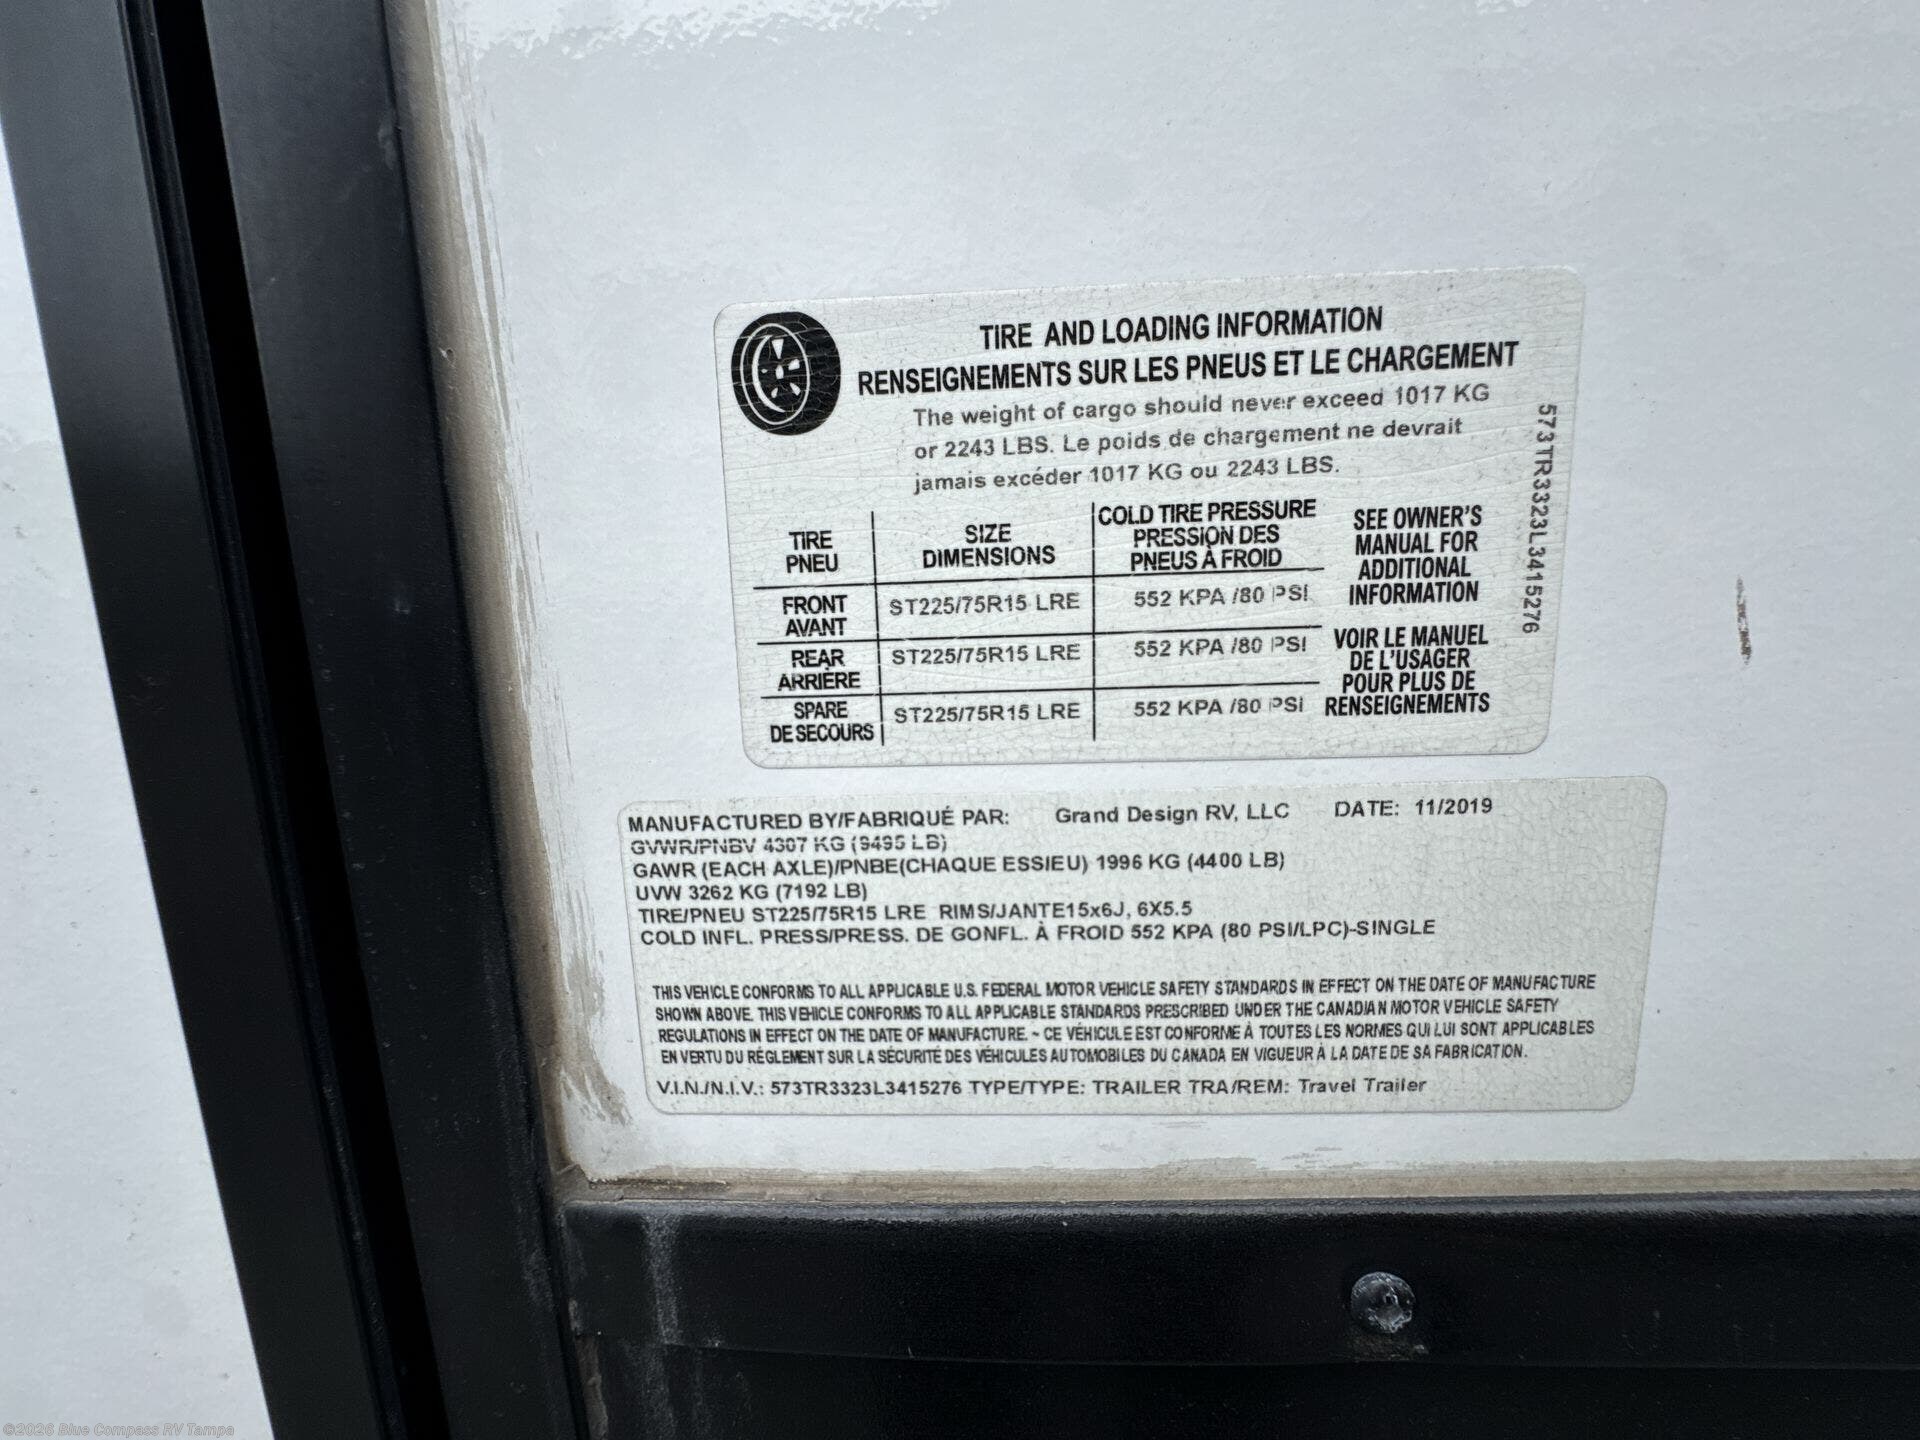 TIRE AND LOADING INFORMATION
RENSEIGNEMENTS SUR LES PNEUS ET LE CHARGEMENT
The weight of cargo should never exceed 1017 KG
or 2243 LBS. Le poids de chargement ne devrait
jamais excéder 1017 KG ou 2243 LBS.
573TR3323L3415276
TIRE
PNEU
SIZE
DIMENSIONS
COLD TIRE PRESSURE
PRESSION DES
PNEUS À FROID
FRONT
AVANT
ST225/75R15 LRE
552 KPA /80 PSI
REAR
ARRIÈRE
ST225/75R15 LRE
552 KPA /80 PSI
SPARE
DE SECOURS
ST225/75R15 LRE
552 KPA /80 PSI
SEE OWNER'S
MANUAL FOR
ADDITIONAL
INFORMATION
VOIR LE MANUEL
DE L'USAGER
POUR PLUS DE
RENSEIGNEMENTS
MANUFACTURED BY/FABRIQUÉ PAR: Grand Design RV, LLC DATE: 11/2019
GVWR/PNBV 4307 KG (9495 LB)
GAWR (EACH AXLE)/PNBE(CHAQUE ESSIEU) 1996 KG (4400 LB)
UVW 3262 KG (7192 LB)
TIRE/PNEU ST225/75R15 LRE RIMS/JANTE15x6J, 6X5.5
COLD INFL. PRESS/PRESS. DE GONFL. À FROID 552 KPA (80 PSI/LPC)-SINGLE
THIS VEHICLE CONFORMS TO ALL APPLICABLE U.S. FEDERAL MOTOR VEHICLE SAFETY STANDARDS IN EFFECT ON THE DATE OF MANUFACTURE
SHOWN ABOVE. THIS VEHICLE CONFORMS TO ALL APPLICABLE STANDARDS PRESCRIBED UNDER THE CANADIAN MOTOR VEHICLE SAFETY
REGULATIONS IN EFFECT ON THE DATE OF MANUFACTURE. ~ CE VÉHICULE EST CONFORME À TOUTES LES NORMES QUI LUI SONT APPLICABLES
EN VERTU DU RÉGLEMENT SUR LA SÉCURITÉ DES VÉHICULES AUTOMOBILES DU CANADA EN VIGUEUR À LA DATE DE SA FABRICATION.
V.I.N./N.I.V.: 573TR3323L3415276 TYPE/TYPE: TRAILER TRA/REM: Travel Trailer
©2026 Blue Compass RV Tampa